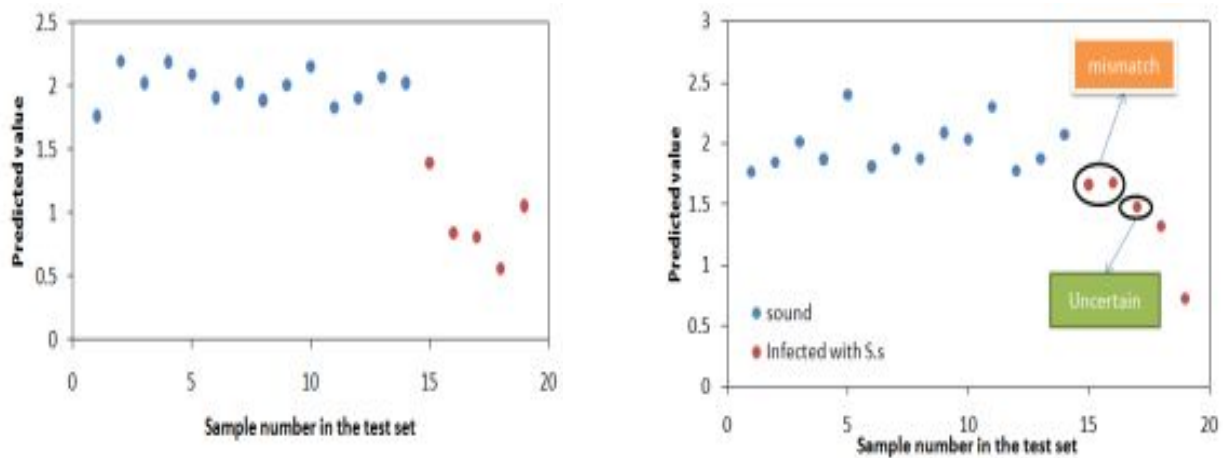 2.5
2
1.5
1
0.5
0
0 5 10 15 20
Predicted value
Sample number in the test set
3
2.5
2
1.5
1
0.5
0
0 5 10 15 20
Predicted value
mismatch
Uncertain
sound
Infected with S.s
Sample number in the test set